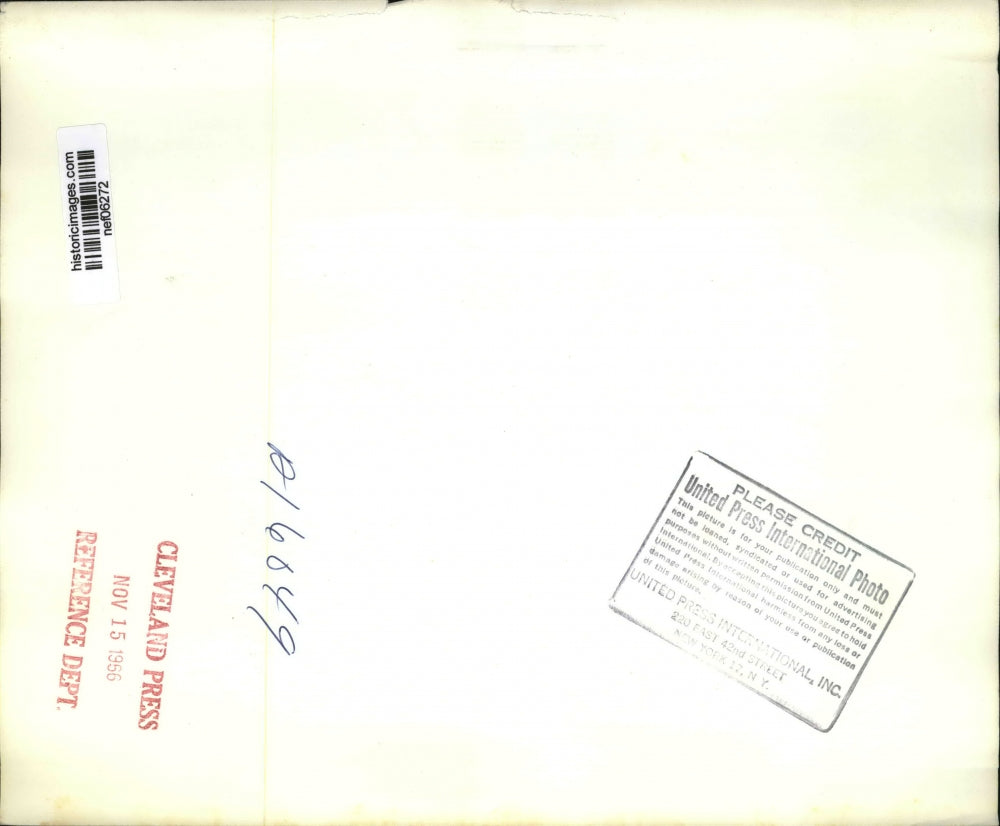 historicimages.com
nef06272
CLEVELAND PRESS
NOV 15 1966
REFERENCE DEPT.
PLEASE CREDIT
United Press International Photo
This picture is for your publication only and must
not be loaned, syndicated or used for advertising
purposes without written permission from United Press
International. By accepting this picture you agree to hold
United Press International harmless from any loss or
damage arising by reason of your use or publication
of this picture.
UNITED PRESS INTERNATIONAL, INC.
220 EAST 42nd STREET
NEW YORK 17, N. Y.